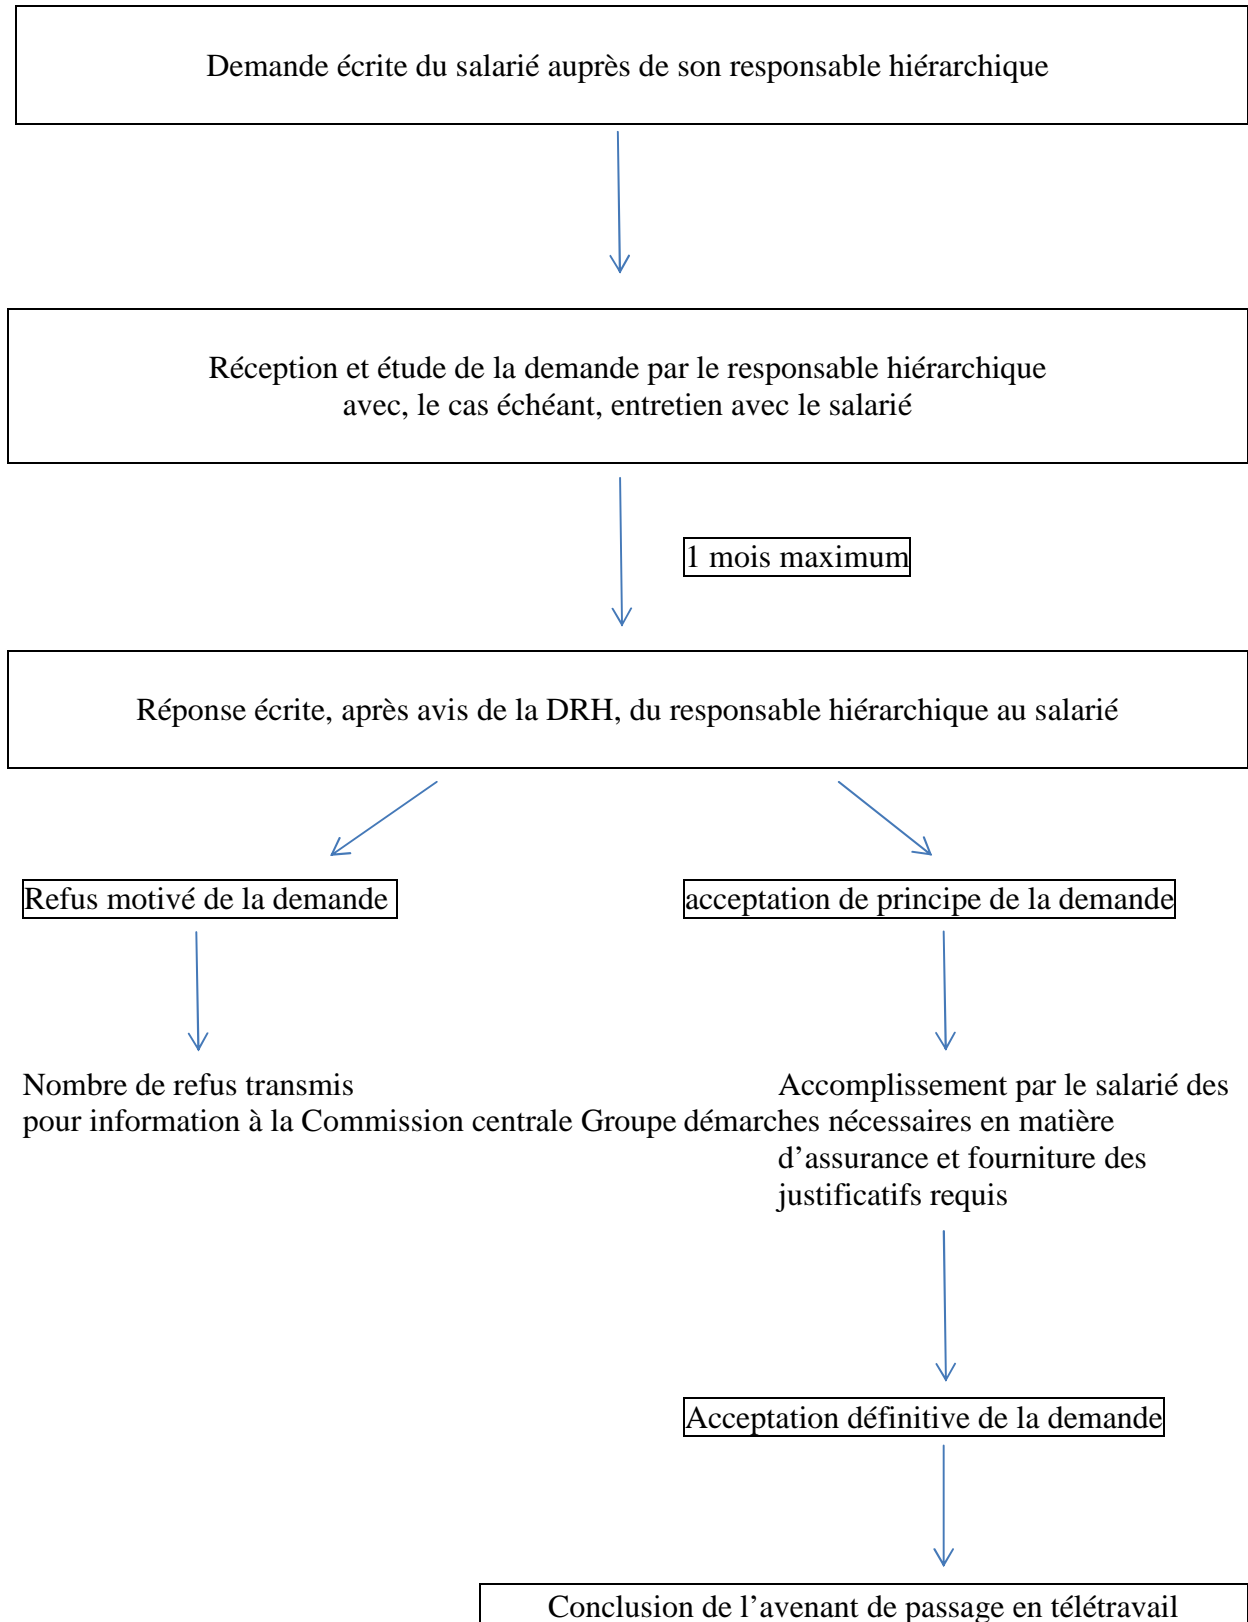 Demande écrite du salarié auprès de son responsable hiérarchique
Réception et étude de la demande par le responsable hiérarchique
avec, le cas échéant, entretien avec le salarié
1 mois maximum
Réponse écrite, après avis de la DRH, du responsable hiérarchique au salarié
Refus motivé de la demande
acceptation de principe de la demande
Nombre de refus transmis
pour information à la Commission centrale Groupe
Accomplissement par le salarié des
démarches nécessaires en matière
d’assurance et fourniture des
justificatifs requis
Acceptation définitive de la demande
Conclusion de l’avenant de passage en télétravail